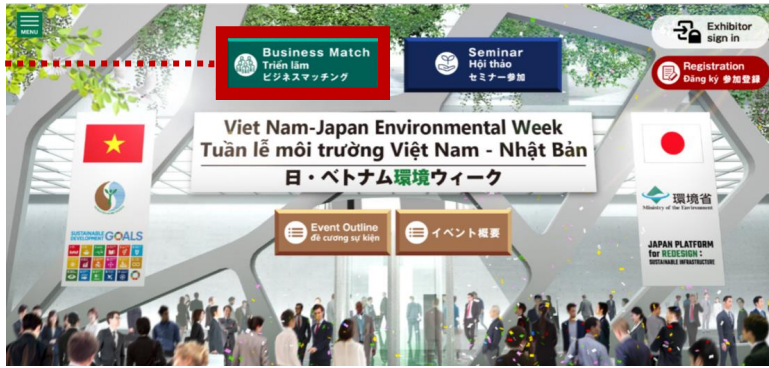 MENU
Business Match
Triển lãm
ビジネスマッチング
Seminar
Hội thảo
セミナー参加
Exhibitor
sign in
Registration
Đăng ký 参加登録
Viet Nam-Japan Environmental Week
Tuần lễ môi trường Việt Nam - Nhật Bản
日・ベトナム環境ウィーク
Event Outline
đề cương sự kiện
イベント概要
SUSTAINABLE
DEVELOPMENT GOALS
環境省
Ministry of the Environment
JAPAN PLATFORM
for REDESIGN :
SUSTAINABLE INFRASTRUCTURE